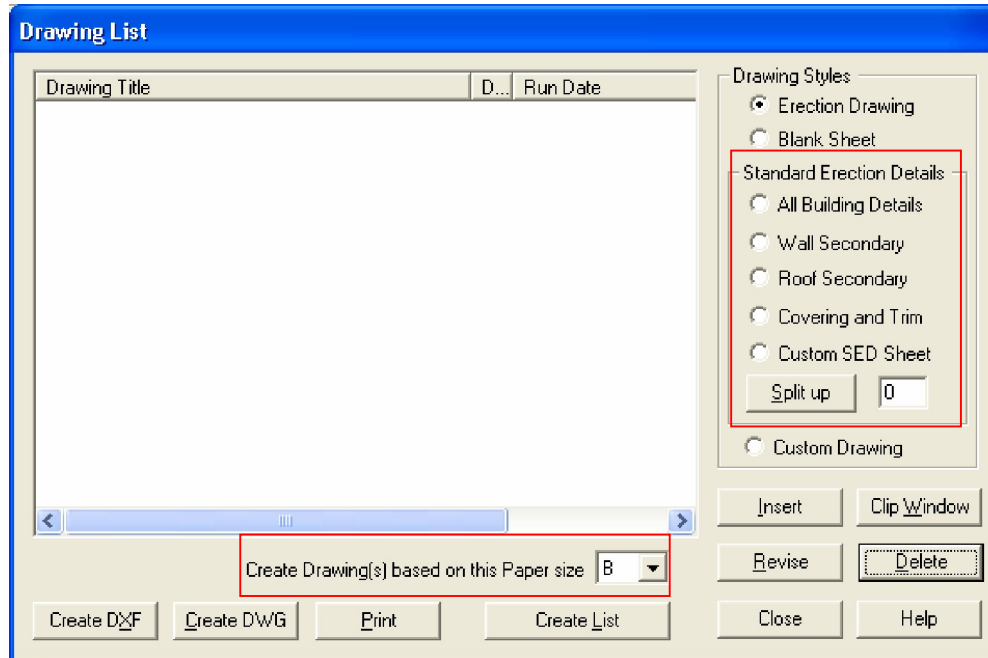 Drawing List
Drawing Title D... Run Date
Drawing Styles
Erection Drawing
Blank Sheet
Standard Erection Details
All Building Details
Wall Secondary
Roof Secondary
Covering and Trim
Custom SED Sheet
Split up 0
Custom Drawing
Insert Clip Window
Create Drawing(s) based on this Paper size B
Revise Delete
Create DXF Create DWG Print Create List Close Help